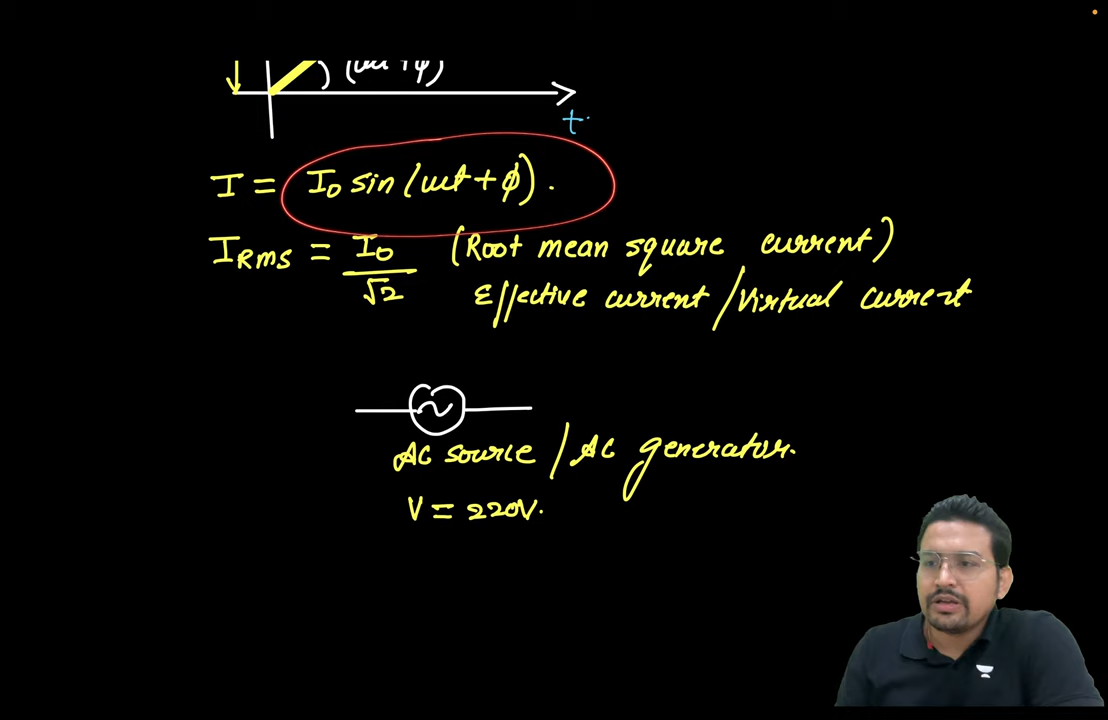 (ωt + φ)
t
I = I₀ sin(ωt + φ).
I RMS = I₀/√2 (Root mean square current)
Effective current / Virtual current
AC source / AC generator.
V = 220V.